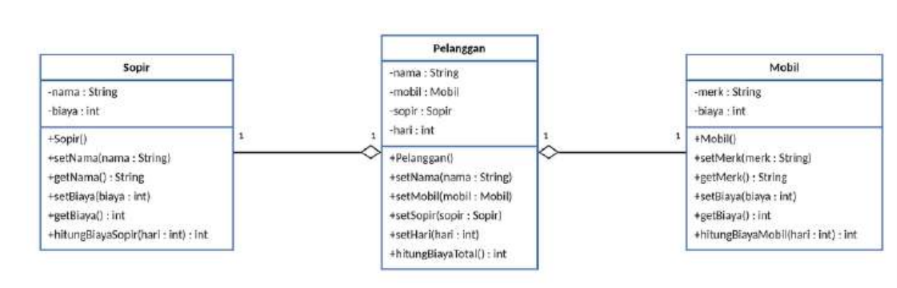 Sopir
-nama : String
-biaya : int
+Sopir()
+setNama(nama : String)
+getNama() : String
+setBiaya(biaya : int)
+getBiaya() : int
+hitungBiayaSopir(hari : int) : int
1
1
Pelanggan
-nama : String
-mobil : Mobil
-sopir : Sopir
-hari : int
+Pelanggan()
+setNama(nama : String)
+setMobil(mobil : Mobil)
+setSopir(sopir : Sopir)
+setHari(hari : int)
+hitungBiayaTotal() : int
1
1
Mobil
-merk : String
-biaya : int
+Mobil()
+setMerk(merk : String)
+getMerk() : String
+setBiaya(biaya : int)
+getBiaya() : int
+hitungBiayaMobil(hari : int) : int